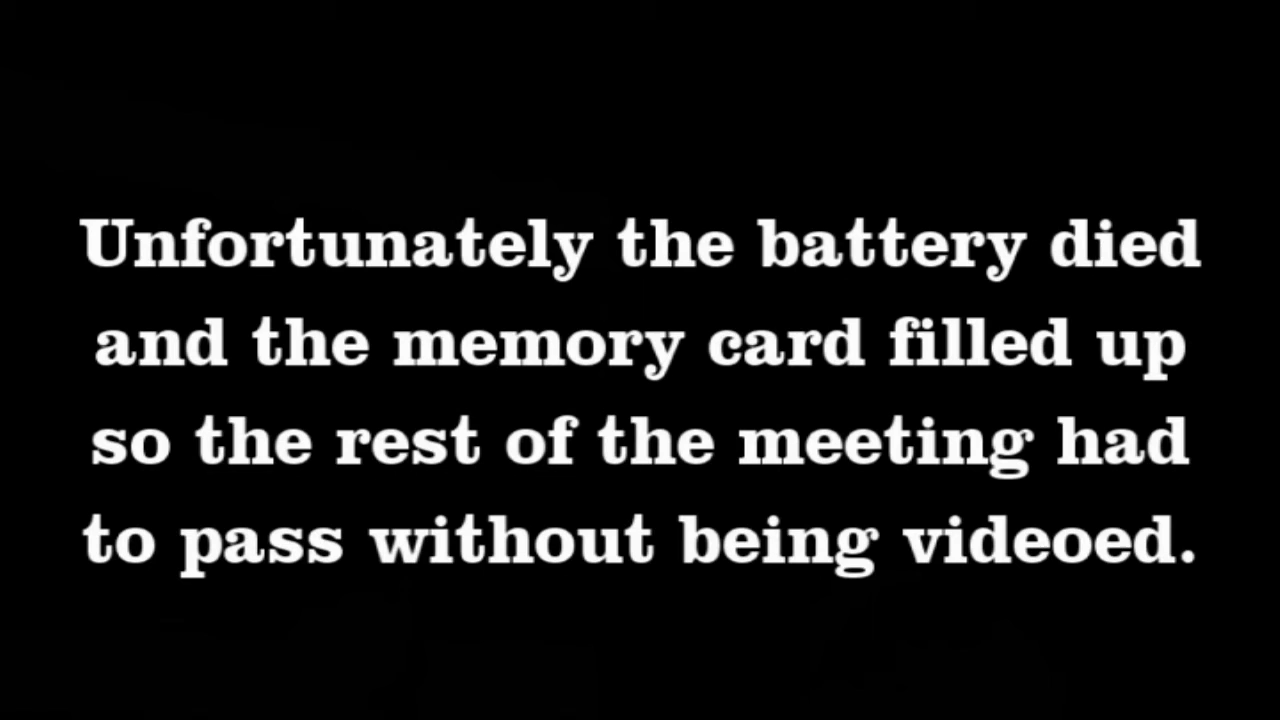 Unfortunately the battery died
and the memory card filled up
so the rest of the meeting had
to pass without being videoed.